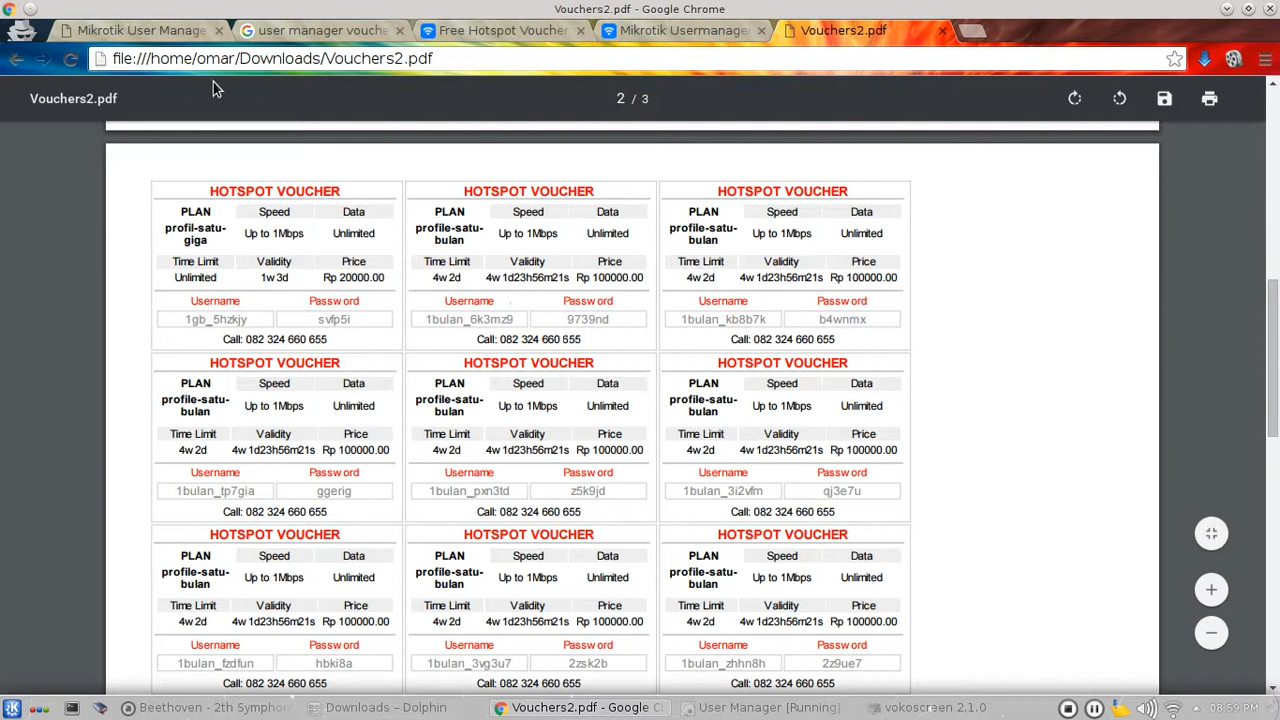 Vouchers2.pdf - Google Chrome
Mikrotik User Manage
user manager vouche
Free Hotspot Voucher
Mikrotik Usermanage
Vouchers2.pdf
file:///home/omar/Downloads/Vouchers2.pdf
Vouchers2.pdf 2 / 3
HOTSPOT VOUCHER HOTSPOT VOUCHER HOTSPOT VOUCHER
PLAN Speed Data PLAN Speed Data PLAN Speed Data
profil-satu- profile-satu- profile-satu-
Up to 1Mbps Unlimited Up to 1Mbps Unlimited Up to 1Mbps Unlimited
giga bulan bulan
Time Limit Validity Price Time Limit Validity Price Time Limit Validity Price
Unlimited 1w 3d Rp 20000.00 4w 2d 4w 1d23h56m21s Rp 100000.00 4w 2d 4w 1d23h56m21s Rp 100000.00
Username Password Username Password Username Password
1gb_5hzkjy svfp5i 1bulan_6k3mz9 9739nd 1bulan_kb8b7k b4wnmx
Call: 082 324 660 655 Call: 082 324 660 655 Call: 082 324 660 655
HOTSPOT VOUCHER HOTSPOT VOUCHER HOTSPOT VOUCHER
PLAN Speed Data PLAN Speed Data PLAN Speed Data
profile-satu- profile-satu- profile-satu-
Up to 1Mbps Unlimited Up to 1Mbps Unlimited Up to 1Mbps Unlimited
bulan bulan bulan
Time Limit Validity Price Time Limit Validity Price Time Limit Validity Price
4w 2d 4w 1d23h56m21s Rp 100000.00 4w 2d 4w 1d23h56m21s Rp 100000.00 4w 2d 4w 1d23h56m21s Rp 100000.00
Username Password Username Password Username Password
1bulan_tp7gia ggerig 1bulan_pxn3td z5k9jd 1bulan_3i2vfm qj3e7u
Call: 082 324 660 655 Call: 082 324 660 655 Call: 082 324 660 655
HOTSPOT VOUCHER HOTSPOT VOUCHER HOTSPOT VOUCHER
PLAN Speed Data PLAN Speed Data PLAN Speed Data
profile-satu- profile-satu- profile-satu-
Up to 1Mbps Unlimited Up to 1Mbps Unlimited Up to 1Mbps Unlimited
bulan bulan bulan
Time Limit Validity Price Time Limit Validity Price Time Limit Validity Price
4w 2d 4w 1d23h56m21s Rp 100000.00 4w 2d 4w 1d23h56m21s Rp 100000.00 4w 2d 4w 1d23h56m21s Rp 100000.00
Username Password Username Password Username Password
1bulan_fzdfun hbki8a 1bulan_3vg3u7 2zsk2b 1bulan_zhhn8h 2z9ue7
Call: 082 324 660 655 Call: 082 324 660 655 Call: 082 324 660 655
Beethoven - 2th Sympho Downloads – Dolphin Vouchers2.pdf - Google Cl User Manager [Running] vokoscreen 2.1.0 08:59 PM